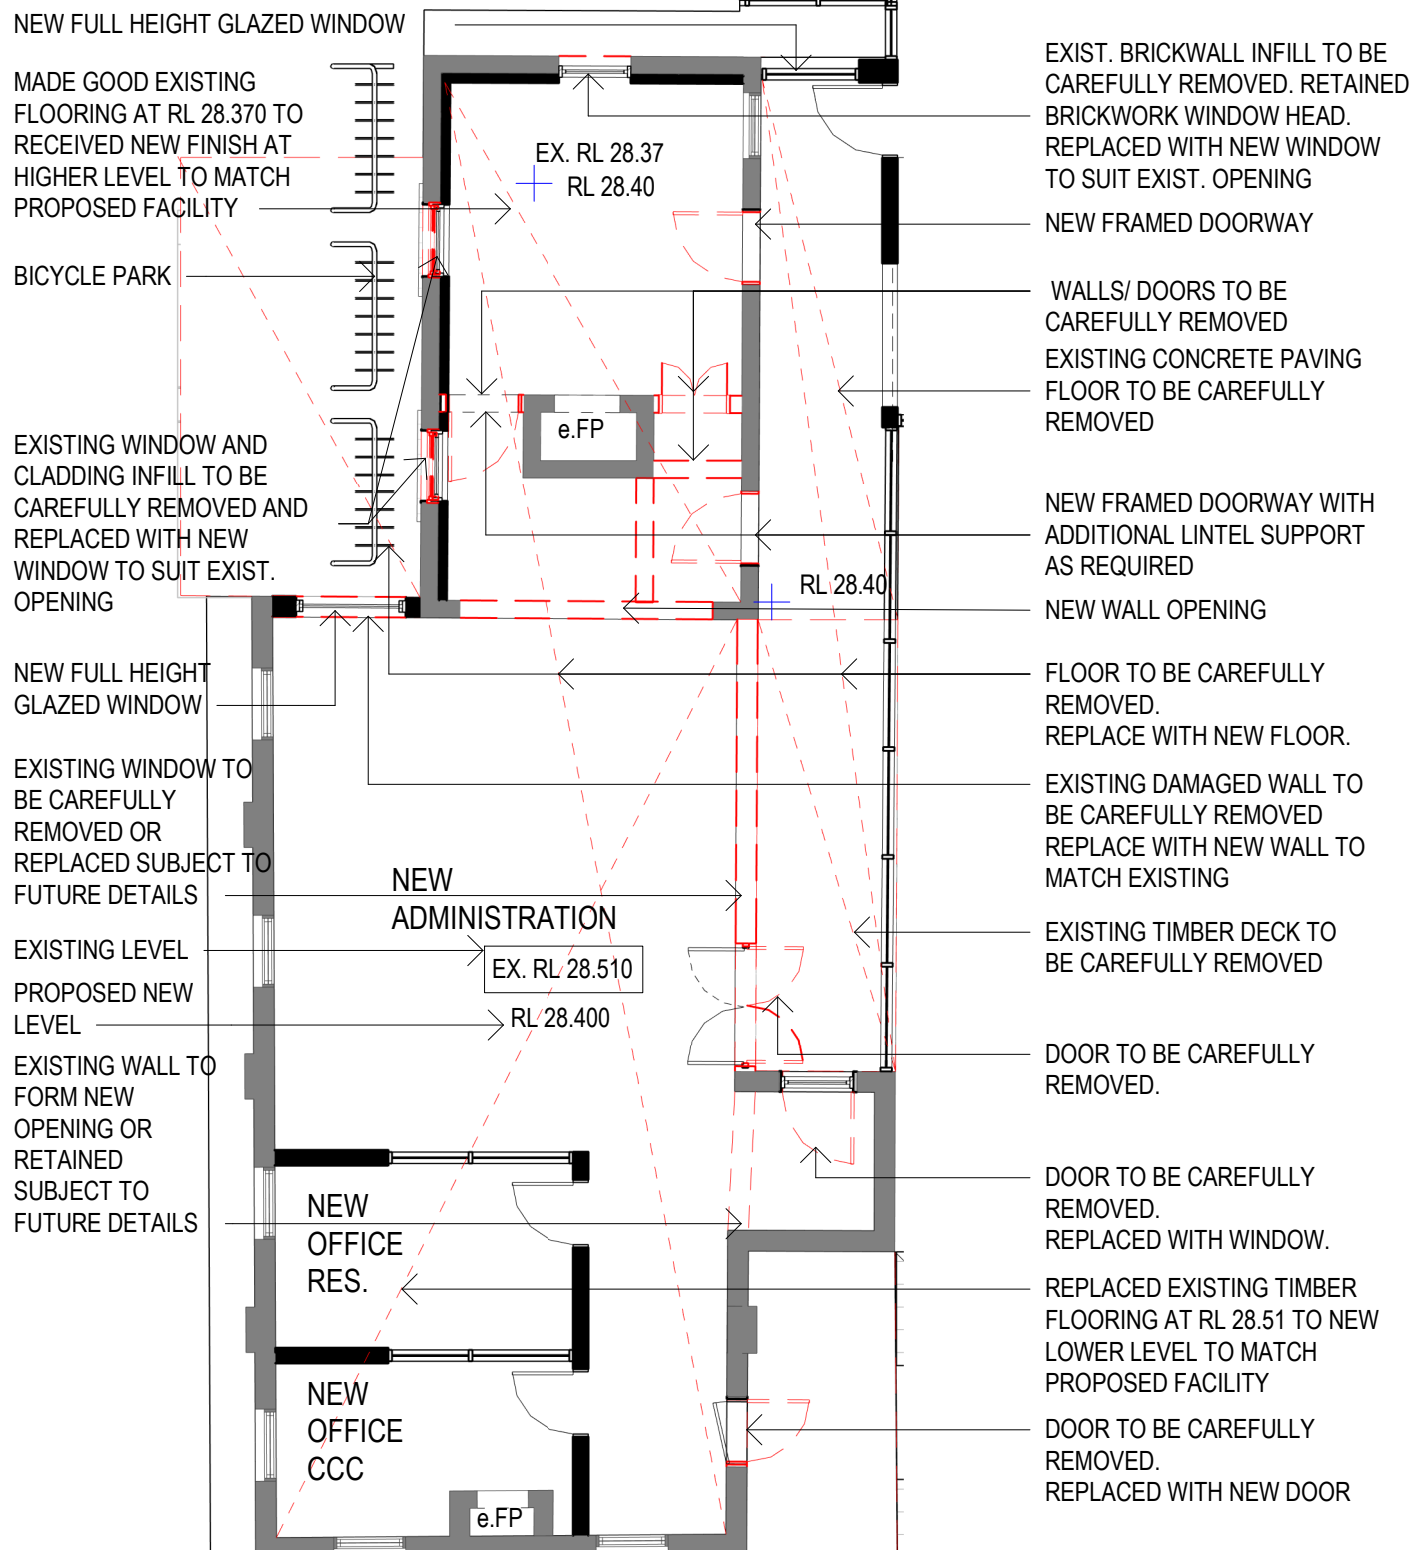 NEW FULL HEIGHT GLAZED WINDOW
MADE GOOD EXISTING
FLOORING AT RL 28.370 TO
RECEIVED NEW FINISH AT
HIGHER LEVEL TO MATCH
PROPOSED FACILITY
BICYCLE PARK
EXISTING WINDOW AND
CLADDING INFILL TO BE
CAREFULLY REMOVED AND
REPLACED WITH NEW
WINDOW TO SUIT EXIST.
OPENING
NEW FULL HEIGHT
GLAZED WINDOW
EXISTING WINDOW TO
BE CAREFULLY
REMOVED OR
REPLACED SUBJECT TO
FUTURE DETAILS
EXISTING LEVEL
PROPOSED NEW
LEVEL
EXISTING WALL TO
FORM NEW
OPENING OR
RETAINED
SUBJECT TO
FUTURE DETAILS
EX. RL 28.37
RL 28.40
e.FP
RL 28.40
NEW
ADMINISTRATION
EX. RL 28.510
RL 28.400
NEW
OFFICE
RES.
NEW
OFFICE
CCC
e.FP
EXIST. BRICKWALL INFILL TO BE
CAREFULLY REMOVED. RETAINED
BRICKWORK WINDOW HEAD.
REPLACED WITH NEW WINDOW
TO SUIT EXIST. OPENING
NEW FRAMED DOORWAY
WALLS/ DOORS TO BE
CAREFULLY REMOVED
EXISTING CONCRETE PAVING
FLOOR TO BE CAREFULLY
REMOVED
NEW FRAMED DOORWAY WITH
ADDITIONAL LINTEL SUPPORT
AS REQUIRED
NEW WALL OPENING
FLOOR TO BE CAREFULLY
REMOVED.
REPLACE WITH NEW FLOOR.
EXISTING DAMAGED WALL TO
BE CAREFULLY REMOVED
REPLACE WITH NEW WALL TO
MATCH EXISTING
EXISTING TIMBER DECK TO
BE CAREFULLY REMOVED
DOOR TO BE CAREFULLY
REMOVED.
DOOR TO BE CAREFULLY
REMOVED.
REPLACED WITH WINDOW.
REPLACED EXISTING TIMBER
FLOORING AT RL 28.51 TO NEW
LOWER LEVEL TO MATCH
PROPOSED FACILITY
DOOR TO BE CAREFULLY
REMOVED.
REPLACED WITH NEW DOOR